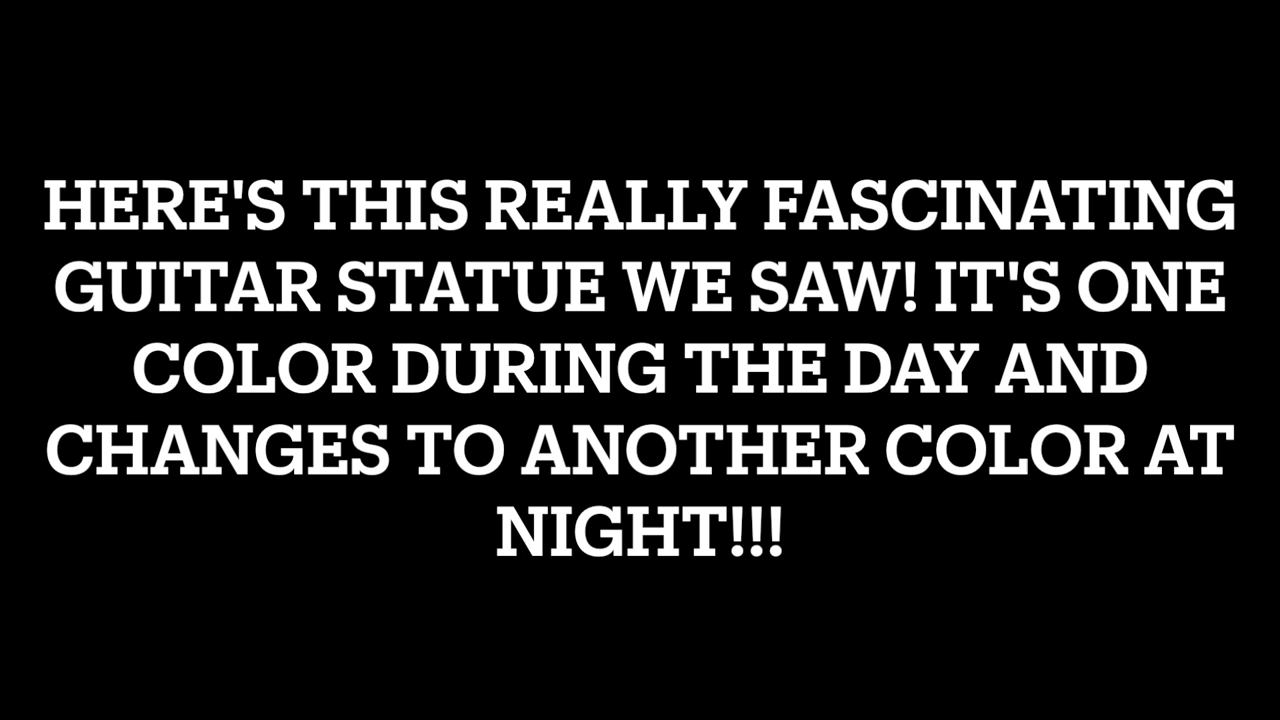 HERE'S THIS REALLY FASCINATING
GUITAR STATUE WE SAW! IT'S ONE
COLOR DURING THE DAY AND
CHANGES TO ANOTHER COLOR AT
NIGHT!!!